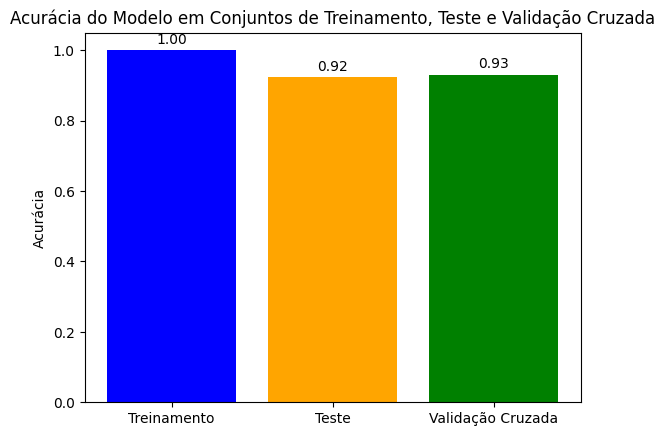 Acurácia do Modelo em Conjuntos de Treinamento, Teste e Validação Cruzada
1.00
0.92
0.93
1.0
0.8
0.6
0.4
0.2
0.0
Acurácia
Treinamento
Teste
Validação Cruzada